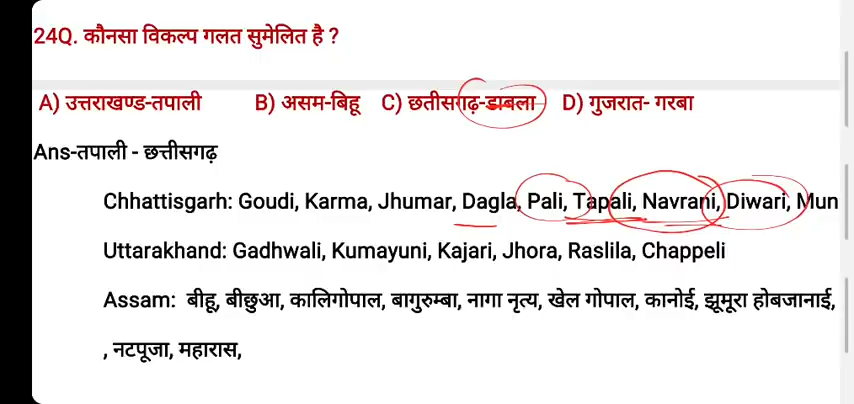 24Q. कौनसा विकल्प गलत सुमेलित है ?
A) उत्तराखण्ड-तपाली B) असम-बिहू C) छतीसगढ़-डाबला D) गुजरात- गरबा
Ans-तपाली - छत्तीसगढ़
Chhattisgarh: Goudi, Karma, Jhumar, Dagla, Pali, Tapali, Navrani, Diwari, Mun
Uttarakhand: Gadhwali, Kumayuni, Kajari, Jhora, Raslila, Chappeli
Assam: बीहू, बीछुआ, कालिगोपाल, बागुरुम्बा, नागा नृत्य, खेल गोपाल, कानोई, झूमूरा होबजानाई,
, नटपूजा, महारास,